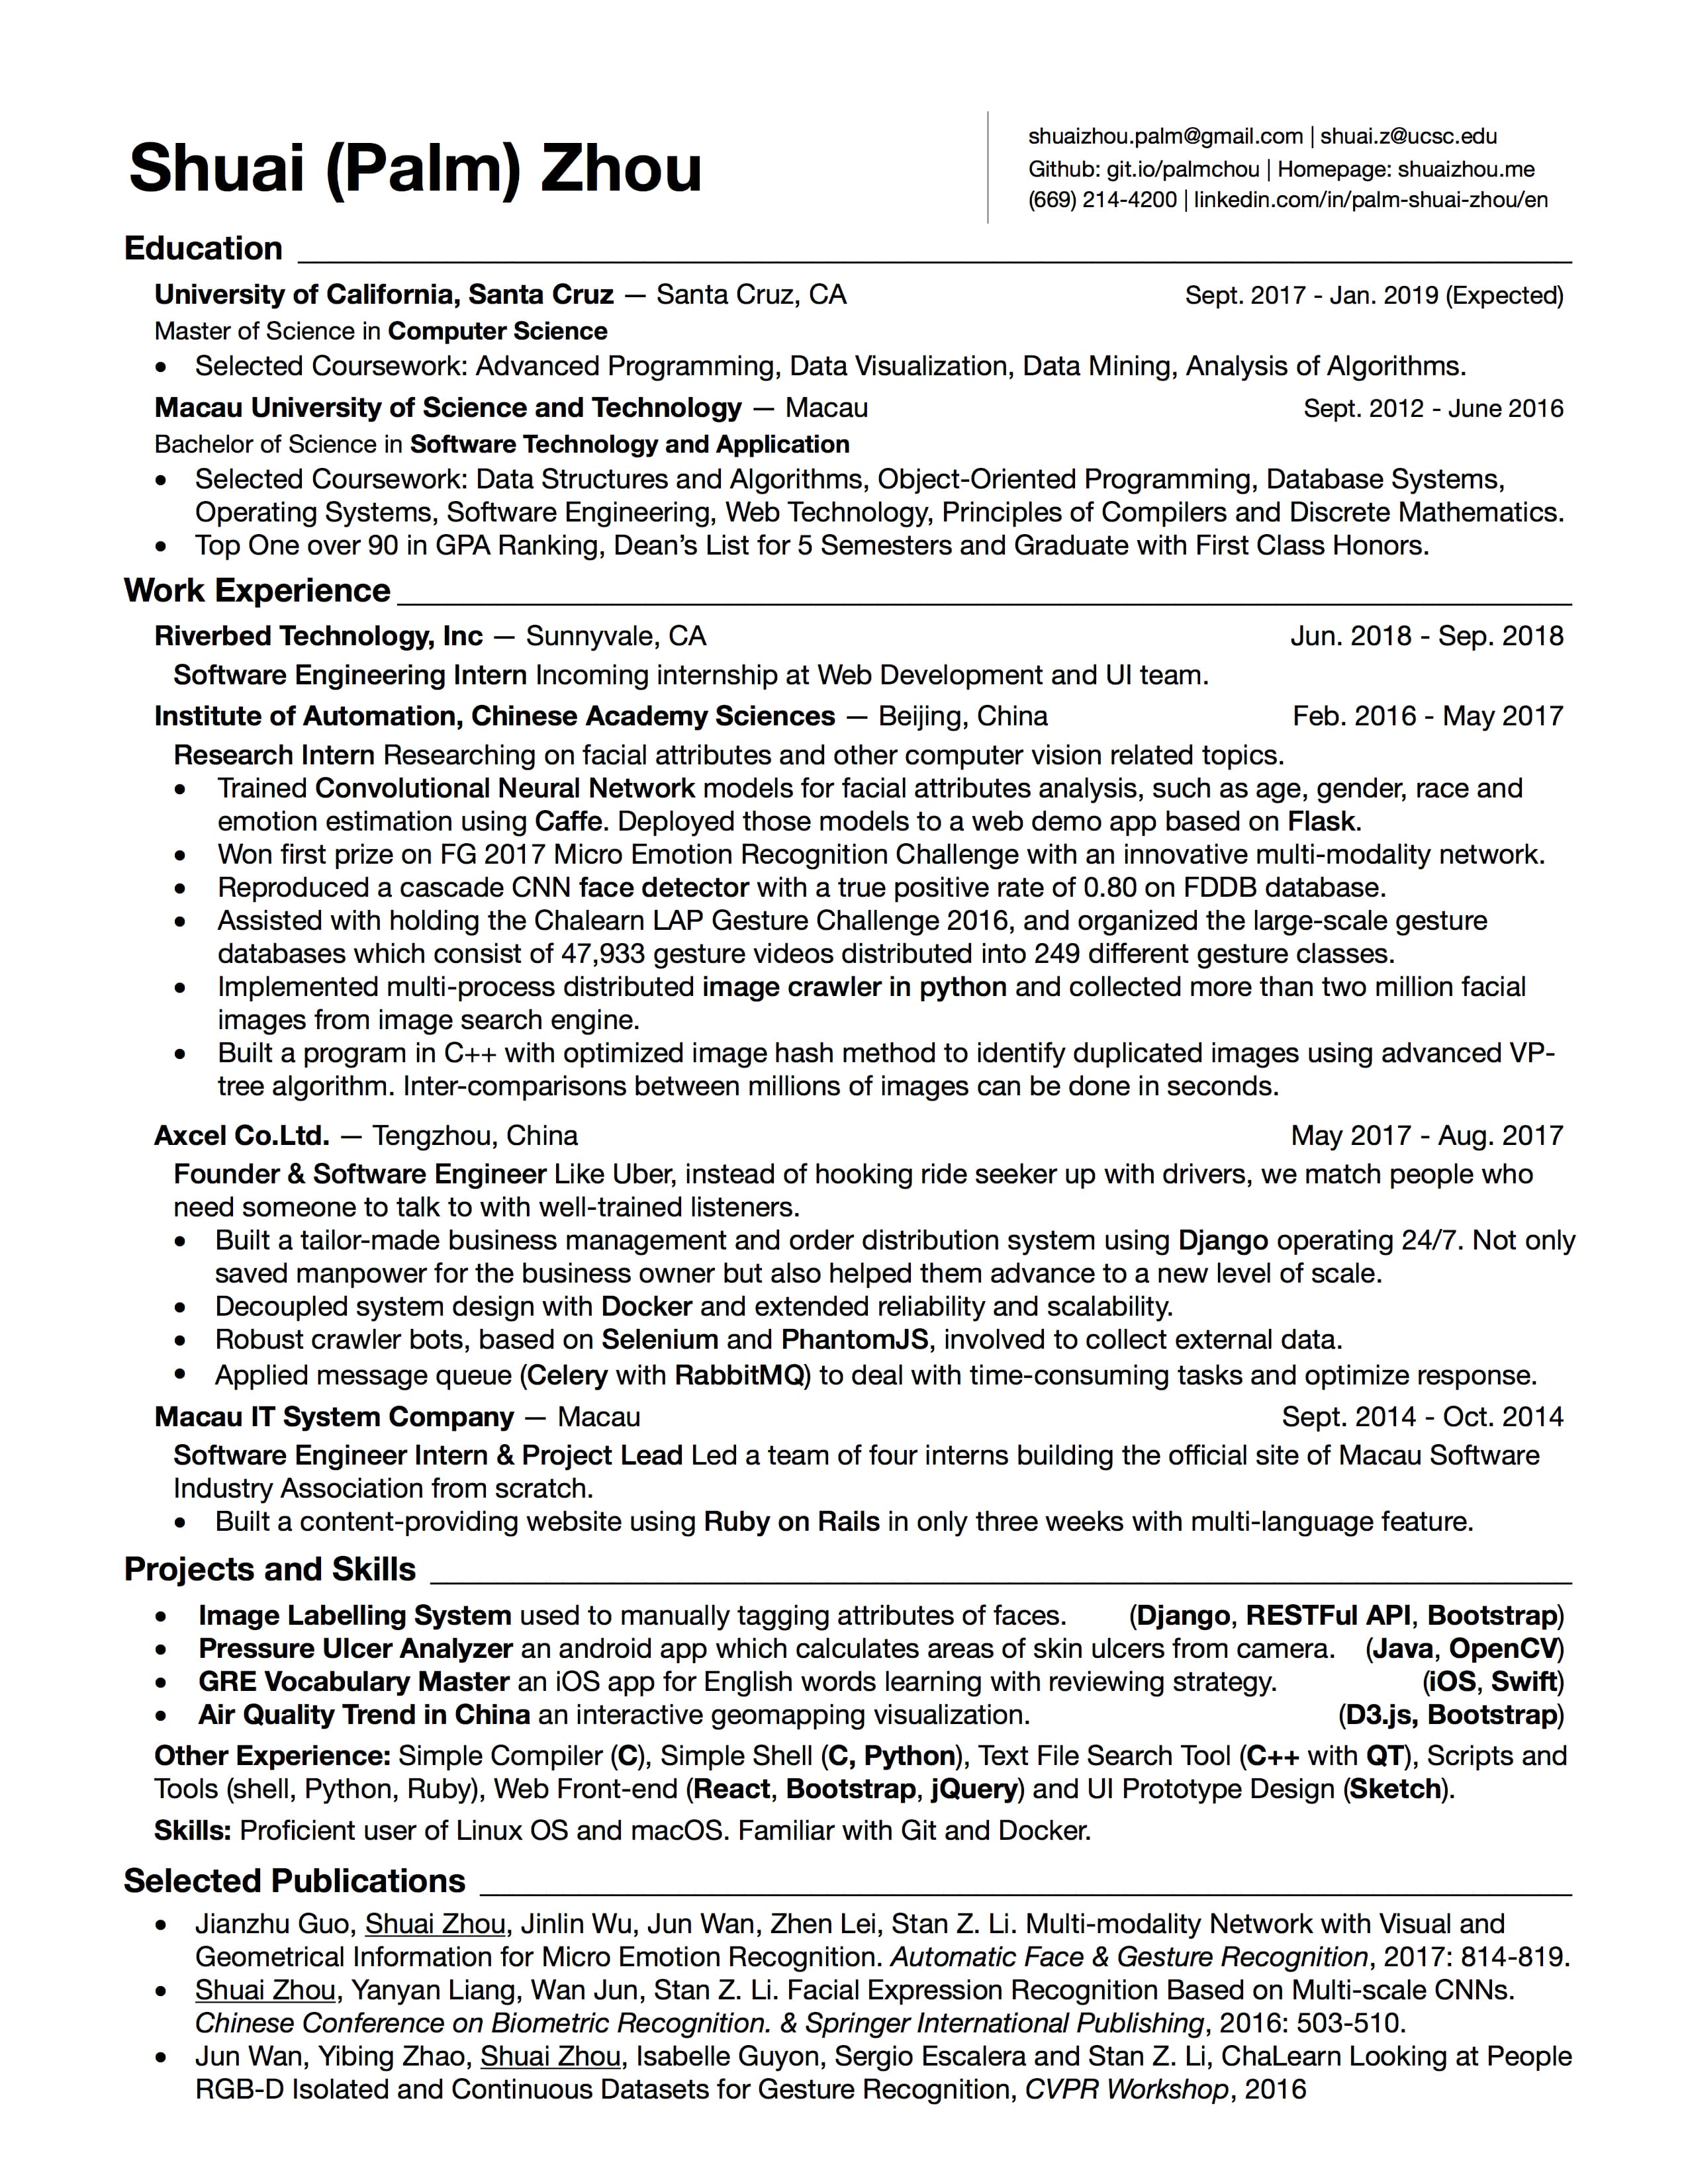 Shuai (Palm) Zhou
shuaizhou.palm@gmail.com | shuai.z@ucsc.edu
Github: git.io/palmchou | Homepage: shuaizhou.me
(669) 214-4200 | linkedin.com/in/palm-shuai-zhou/en
Education
University of California, Santa Cruz — Santa Cruz, CA Sept. 2017 - Jan. 2019 (Expected)
Master of Science in Computer Science
• Selected Coursework: Advanced Programming, Data Visualization, Data Mining, Analysis of Algorithms.
Macau University of Science and Technology — Macau Sept. 2012 - June 2016
Bachelor of Science in Software Technology and Application
• Selected Coursework: Data Structures and Algorithms, Object-Oriented Programming, Database Systems,
Operating Systems, Software Engineering, Web Technology, Principles of Compilers and Discrete Mathematics.
• Top One over 90 in GPA Ranking, Dean’s List for 5 Semesters and Graduate with First Class Honors.
Work Experience
Riverbed Technology, Inc — Sunnyvale, CA Jun. 2018 - Sep. 2018
Software Engineering Intern Incoming internship at Web Development and UI team.
Institute of Automation, Chinese Academy Sciences — Beijing, China Feb. 2016 - May 2017
Research Intern Researching on facial attributes and other computer vision related topics.
• Trained Convolutional Neural Network models for facial attributes analysis, such as age, gender, race and
emotion estimation using Caffe. Deployed those models to a web demo app based on Flask.
• Won first prize on FG 2017 Micro Emotion Recognition Challenge with an innovative multi-modality network.
• Reproduced a cascade CNN face detector with a true positive rate of 0.80 on FDDB database.
• Assisted with holding the Chalearn LAP Gesture Challenge 2016, and organized the large-scale gesture
databases which consist of 47,933 gesture videos distributed into 249 different gesture classes.
• Implemented multi-process distributed image crawler in python and collected more than two million facial
images from image search engine.
• Built a program in C++ with optimized image hash method to identify duplicated images using advanced VP-
tree algorithm. Inter-comparisons between millions of images can be done in seconds.
Axcel Co.Ltd. — Tengzhou, China May 2017 - Aug. 2017
Founder & Software Engineer Like Uber, instead of hooking ride seeker up with drivers, we match people who
need someone to talk to with well-trained listeners.
• Built a tailor-made business management and order distribution system using Django operating 24/7. Not only
saved manpower for the business owner but also helped them advance to a new level of scale.
• Decoupled system design with Docker and extended reliability and scalability.
• Robust crawler bots, based on Selenium and PhantomJS, involved to collect external data.
• Applied message queue (Celery with RabbitMQ) to deal with time-consuming tasks and optimize response.
Macau IT System Company — Macau Sept. 2014 - Oct. 2014
Software Engineer Intern & Project Lead Led a team of four interns building the official site of Macau Software
Industry Association from scratch.
• Built a content-providing website using Ruby on Rails in only three weeks with multi-language feature.
Projects and Skills
• Image Labelling System used to manually tagging attributes of faces. (Django, RESTFul API, Bootstrap)
• Pressure Ulcer Analyzer an android app which calculates areas of skin ulcers from camera. (Java, OpenCV)
• GRE Vocabulary Master an iOS app for English words learning with reviewing strategy. (iOS, Swift)
• Air Quality Trend in China an interactive geomapping visualization. (D3.js, Bootstrap)
Other Experience: Simple Compiler (C), Simple Shell (C, Python), Text File Search Tool (C++ with QT), Scripts and
Tools (shell, Python, Ruby), Web Front-end (React, Bootstrap, jQuery) and UI Prototype Design (Sketch).
Skills: Proficient user of Linux OS and macOS. Familiar with Git and Docker.
Selected Publications
• Jianzhu Guo, Shuai Zhou, Jinlin Wu, Jun Wan, Zhen Lei, Stan Z. Li. Multi-modality Network with Visual and
Geometrical Information for Micro Emotion Recognition. Automatic Face & Gesture Recognition, 2017: 814-819.
• Shuai Zhou, Yanyan Liang, Wan Jun, Stan Z. Li. Facial Expression Recognition Based on Multi-scale CNNs.
Chinese Conference on Biometric Recognition. & Springer International Publishing, 2016: 503-510.
• Jun Wan, Yibing Zhao, Shuai Zhou, Isabelle Guyon, Sergio Escalera and Stan Z. Li, ChaLearn Looking at People
RGB-D Isolated and Continuous Datasets for Gesture Recognition, CVPR Workshop, 2016